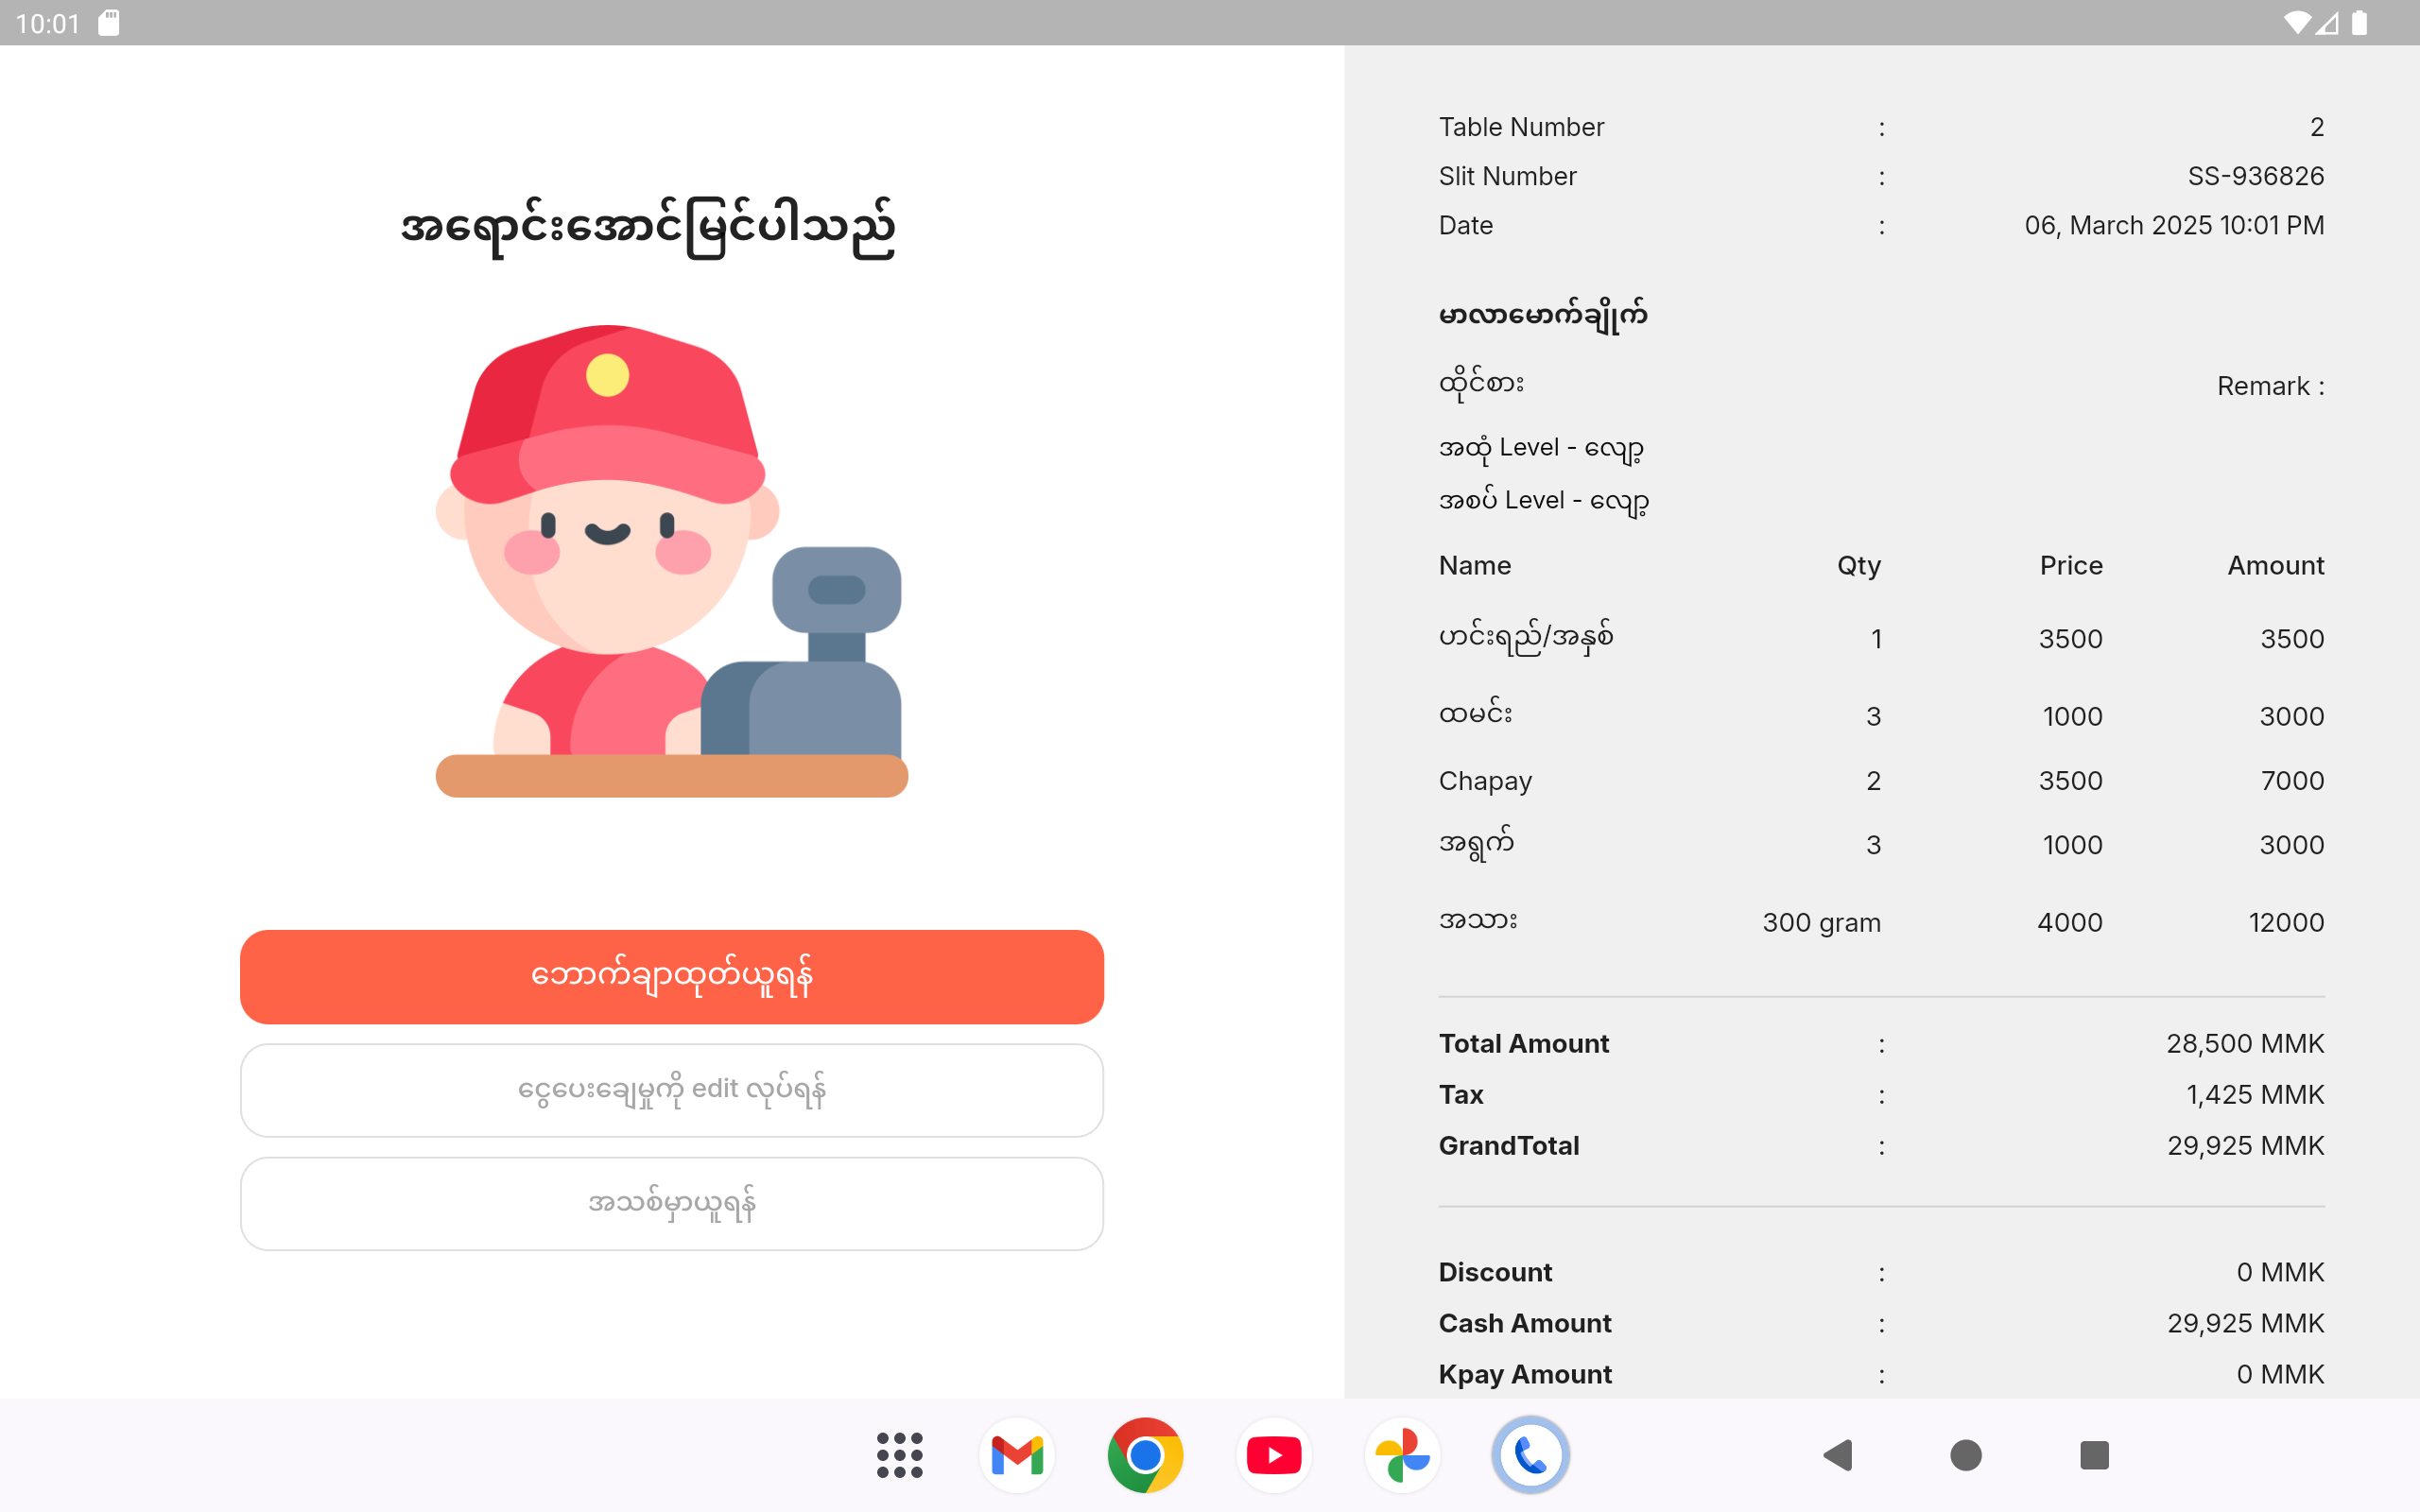 10:01
အရောင်းအောင်မြင်ပါသည်
ဘောက်ချာထုတ်ယူရန်
ငွေပေးချေမှုကို edit လုပ်ရန်
အသစ်မှာယူရန်
Table Number : 2
Slit Number : SS-936826
Date : 06, March 2025 10:01 PM
မာလာမောက်ချိုက်
ထိုင်စား Remark :
အထုံ Level - လျော့
အစပ် Level - လျော့
Name Qty Price Amount
ဟင်းရည်/အနှစ် 1 3500 3500
ထမင်း 3 1000 3000
Chapay 2 3500 7000
အရွက် 3 1000 3000
အသား 300 gram 4000 12000
Total Amount : 28,500 MMK
Tax : 1,425 MMK
GrandTotal : 29,925 MMK
Discount : 0 MMK
Cash Amount : 29,925 MMK
Kpay Amount : 0 MMK